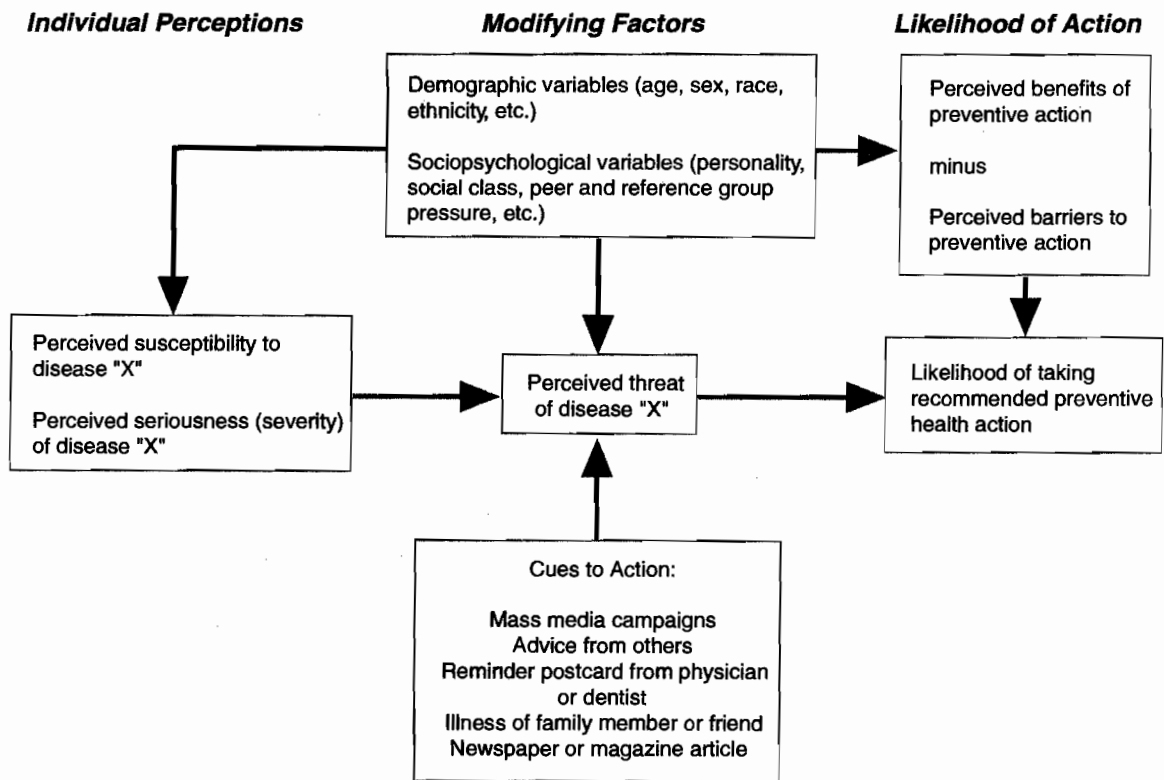 Individual Perceptions
Modifying Factors
Likelihood of Action
Demographic variables (age, sex, race,
ethnicity, etc.)
Sociopsychological variables (personality,
social class, peer and reference group
pressure, etc.)
Perceived benefits of
preventive action
minus
Perceived barriers to
preventive action
Perceived susceptibility to
disease "X"
Perceived seriousness (severity)
of disease "X"
Perceived threat
of disease "X"
Likelihood of taking
recommended preventive
health action
Cues to Action:
Mass media campaigns
Advice from others
Reminder postcard from physician
or dentist
Illness of family member or friend
Newspaper or magazine article